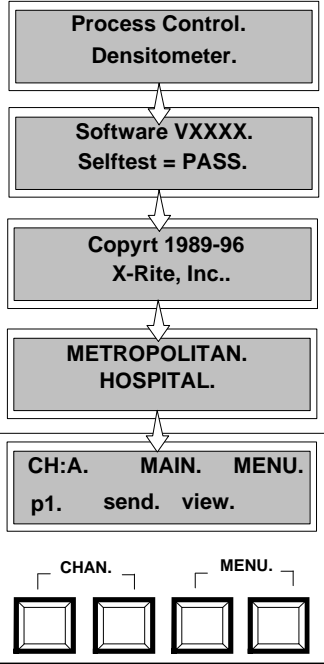 Process Control.
Densitometer.
Software VXXXX.
Selftest = PASS.
Copyrt 1989-96
X-Rite, Inc..
METROPOLITAN.
HOSPITAL.
CH:A. MAIN. MENU.
p1. send. view.
CHAN. MENU.